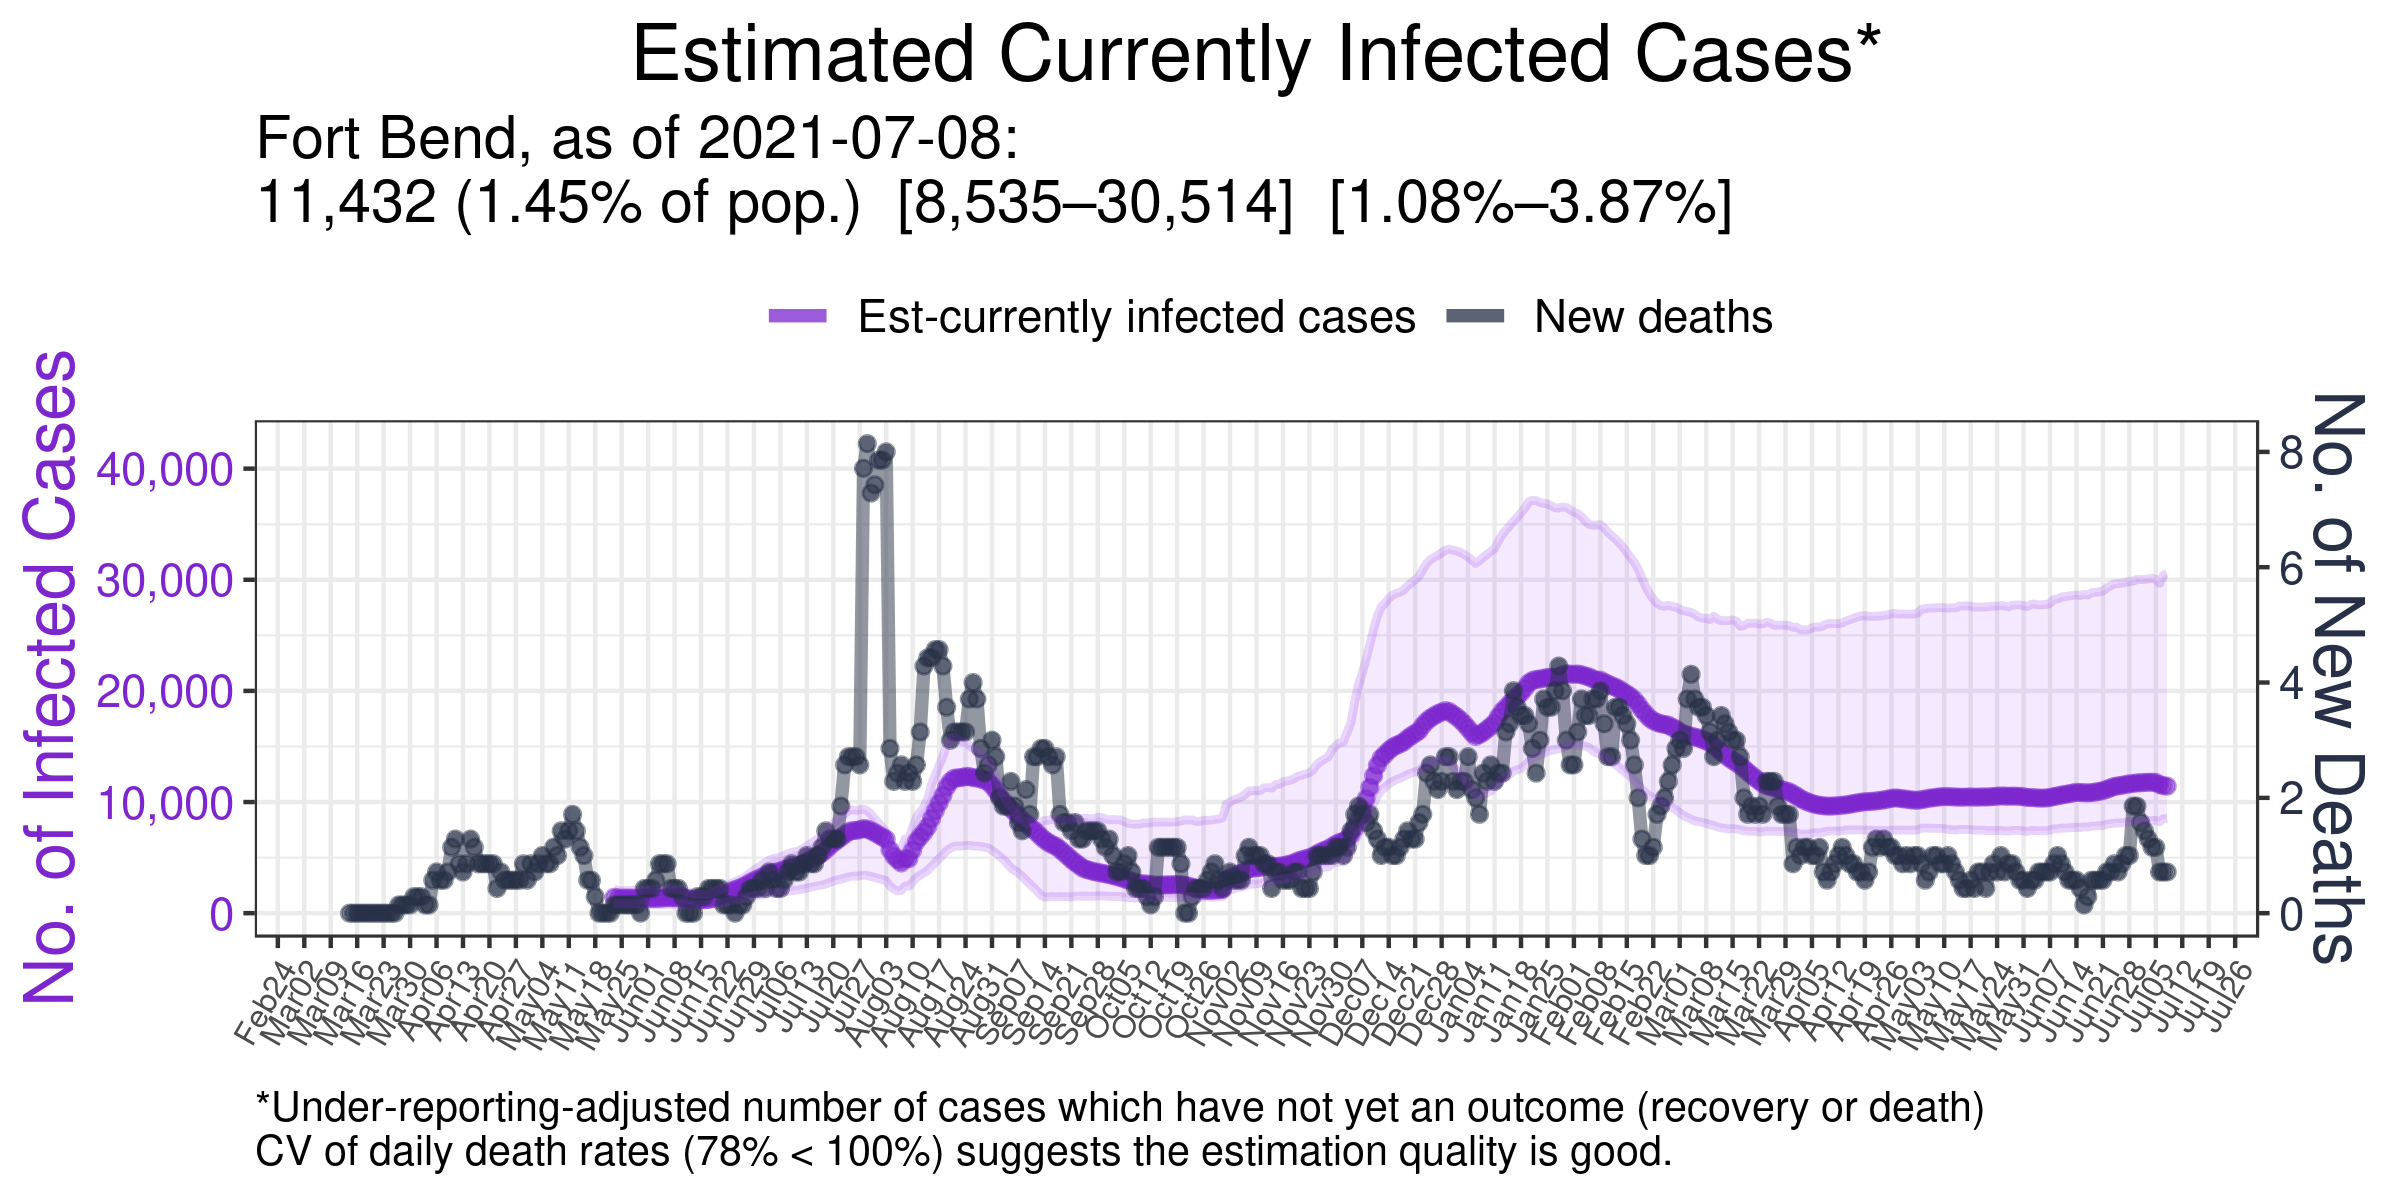 Estimated Currently Infected Cases*
Fort Bend, as of 2021-07-08:
11,432 (1.45% of pop.)  [8,535–30,514]  [1.08%–3.87%]
Est-currently infected cases
New deaths
No. of Infected Cases
40,000
30,000
20,000
10,000
0
8
6
4
2
0
No. of New Deaths
Feb24
Mar02
Mar09
Mar16
Mar23
Mar30
Apr06
Apr13
Apr20
Apr27
May04
May11
May18
May25
Jun01
Jun08
Jun15
Jun22
Jun29
Jul06
Jul13
Jul20
Jul27
Aug03
Aug10
Aug17
Aug24
Aug31
Sep07
Sep14
Sep21
Sep28
Oct05
Oct12
Oct19
Oct26
Nov02
Nov09
Nov16
Nov23
Nov30
Dec07
Dec14
Dec21
Dec28
Jan04
Jan11
Jan18
Jan25
Feb01
Feb08
Feb15
Feb22
Mar01
Mar08
Mar15
Mar22
Mar29
Apr05
Apr12
Apr19
Apr26
May03
May10
May17
May24
May31
Jun07
Jun14
Jun21
Jun28
Jul05
Jul12
Jul19
Jul26
*Under-reporting-adjusted number of cases which have not yet an outcome (recovery or death)
CV of daily death rates (78% < 100%) suggests the estimation quality is good.